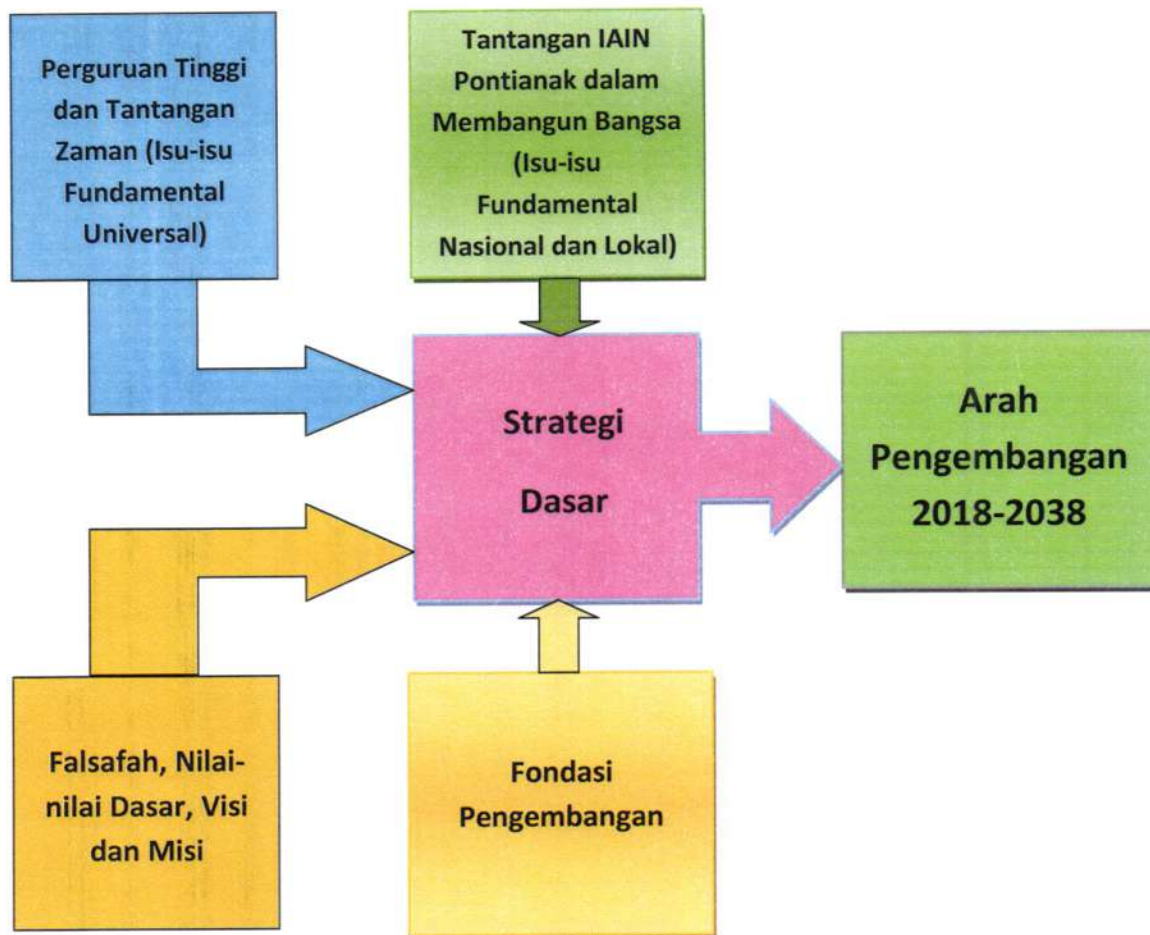 Perguruan Tinggi
dan Tantangan
Zaman (Isu-isu
Fundamental
Universal)
Tantangan IAIN
Pontianak dalam
Membangun Bangsa
(Isu-isu
Fundamental
Nasional dan Lokal)
Strategi
Dasar
Arah
Pengembangan
2018-2038
Falsafah, Nilai-
nilai Dasar, Visi
dan Misi
Fondasi
Pengembangan